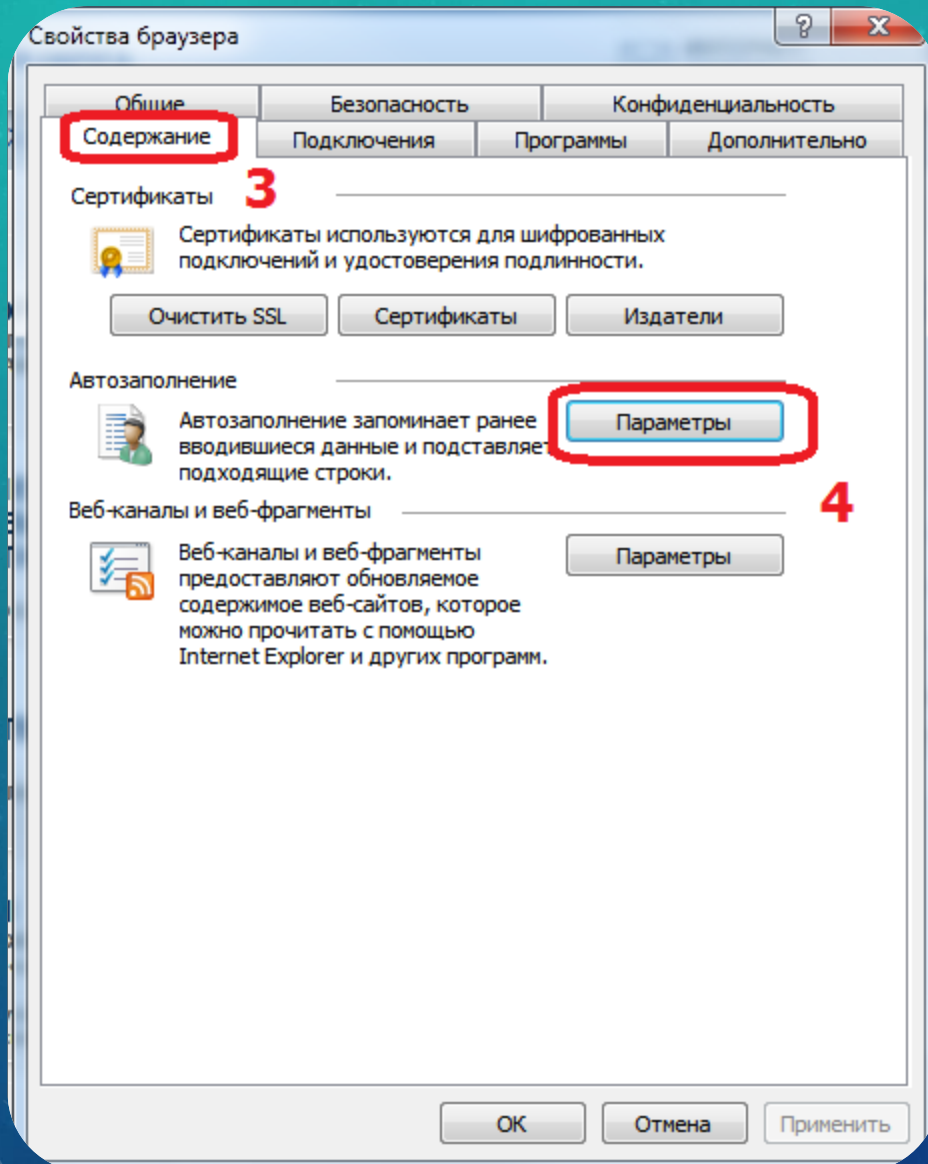 Свойства браузера
Общие Безопасность Конфиденциальность
Содержание Подключения Программы Дополнительно
Сертификаты 3
Сертификаты используются для шифрованных
подключений и удостоверения подлинности.
Очистить SSL Сертификаты Издатели
Автозаполнение
Автозаполнение запоминает ранее
вводившиеся данные и подставляет
подходящие строки.
Параметры
4
Веб-каналы и веб-фрагменты
Веб-каналы и веб-фрагменты
предоставляют обновляемое
содержимое веб-сайтов, которое
можно прочитать с помощью
Internet Explorer и других программ.
Параметры
ОК Отмена Применить